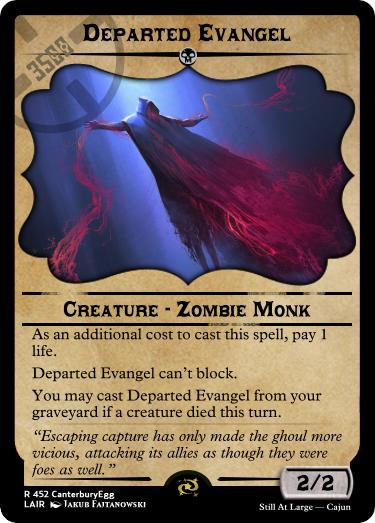 Departed Evangel
3500
Creature - Zombie Monk
As an additional cost to cast this spell, pay 1
life.
Departed Evangel can't block.
You may cast Departed Evangel from your
graveyard if a creature died this turn.
“Escaping capture has only made the ghoul more
vicious, attacking its allies as though they were
foes as well.”
2/2
R 452 CanterburyEgg
LAIR Jakub Fajtanowski
Still At Large — Cajun